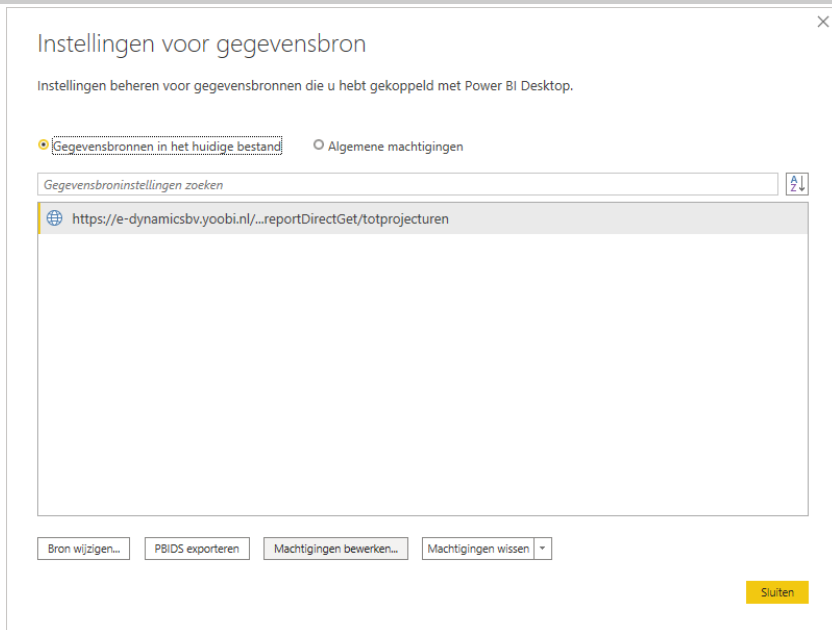 Instellingen voor gegevensbron
Instellingen beheren voor gegevensbronnen die u hebt gekoppeld met Power BI Desktop.
Gegevensbronnen in het huidige bestand
Algemene machtigingen
Gegevensbroninstellingen zoeken
A
Z
https://e-dynamicsbv.yoobi.nl/...reportDirectGet/totprojecturen
Bron wijzigen...
PBIDS exporteren
Machtigingen bewerken...
Machtigingen wissen
Sluiten